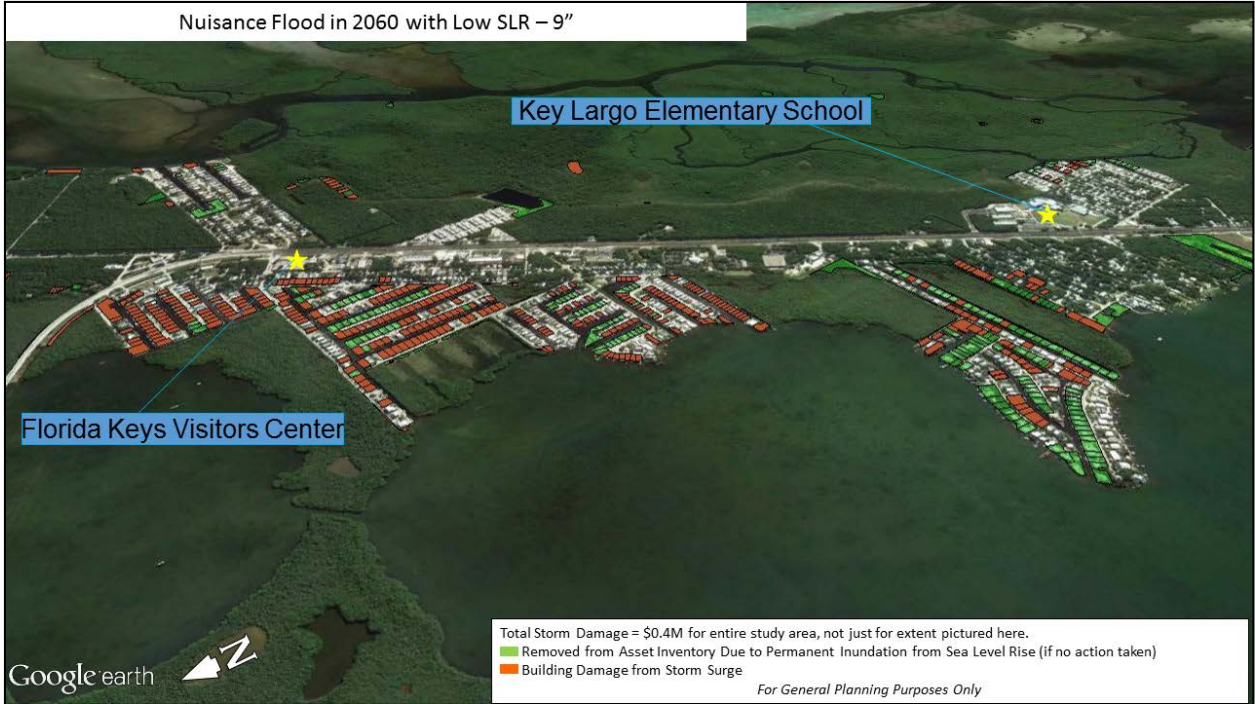 Nuisance Flood in 2060 with Low SLR – 9”
Key Largo Elementary School
Florida Keys Visitors Center
N
Google earth
Total Storm Damage = $0.4M for entire study area, not just for extent pictured here.
Removed from Asset Inventory Due to Permanent Inundation from Sea Level Rise (if no action taken)
Building Damage from Storm Surge
For General Planning Purposes Only